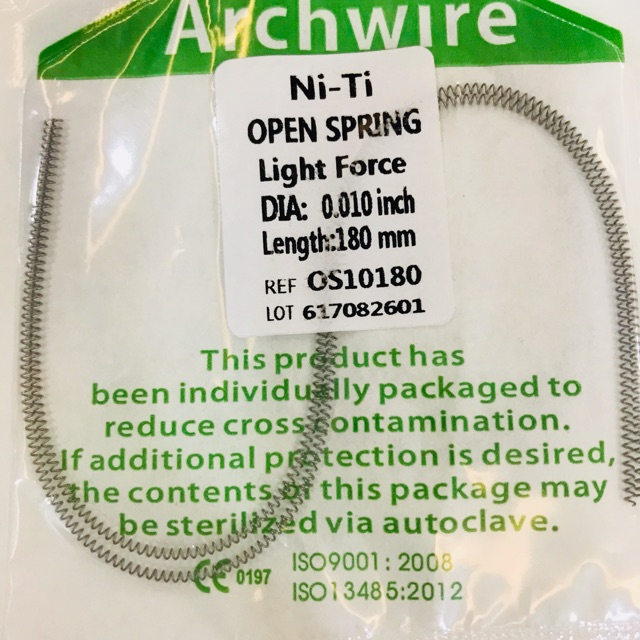 Archwire
Ni-Ti
OPEN SPRING
Light Force
DIA: 0.010 inch
Length:180 mm
REF OS10180
LOT 617082601
This product has
been individually packaged to
reduce cross contamination.
If additional protection is desired,
the contents of this package may
be sterilized via autoclave.
CE 0197 ISO9001 : 2008
ISO13485:2012